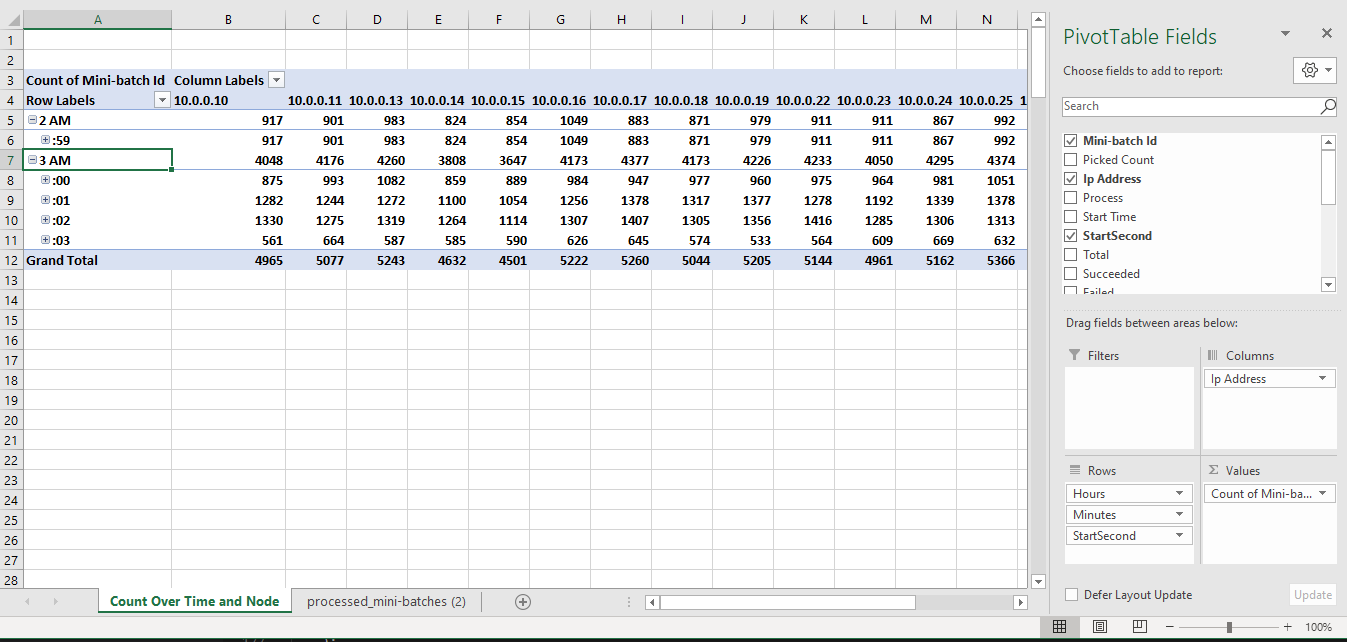 A B C D E F G H I J K L M N
1
2
3 Count of Mini-batch Id Column Labels
4 Row Labels 10.0.0.10 10.0.0.11 10.0.0.13 10.0.0.14 10.0.0.15 10.0.0.16 10.0.0.17 10.0.0.18 10.0.0.19 10.0.0.22 10.0.0.23 10.0.0.24 10.0.0.25 1
5 2 AM 917 901 983 824 854 1049 883 871 979 911 911 867 992
6 :59 917 901 983 824 854 1049 883 871 979 911 911 867 992
7 3 AM 4048 4176 4260 3808 3647 4173 4377 4173 4226 4233 4050 4295 4374
8 :00 875 993 1082 859 889 984 947 977 960 975 964 981 1051
9 :01 1282 1244 1272 1100 1054 1256 1378 1317 1377 1278 1192 1339 1378
10 :02 1330 1275 1319 1264 1114 1307 1407 1305 1356 1416 1285 1306 1313
11 :03 561 664 587 585 590 626 645 574 533 564 609 669 632
12 Grand Total 4965 5077 5243 4632 4501 5222 5260 5044 5205 5144 4961 5162 5366
13
14
15
16
17
18
19
20
21
22
23
24
25
26
27
28
Count Over Time and Node processed_mini-batches (2)
PivotTable Fields
Choose fields to add to report:
Search
Mini-batch Id
Picked Count
Ip Address
Process
Start Time
StartSecond
Total
Succeeded
Failed
Drag fields between areas below:
Filters
Columns
Ip Address
Rows
Hours
Minutes
StartSecond
Values
Count of Mini-ba...
Defer Layout Update
Update
100%